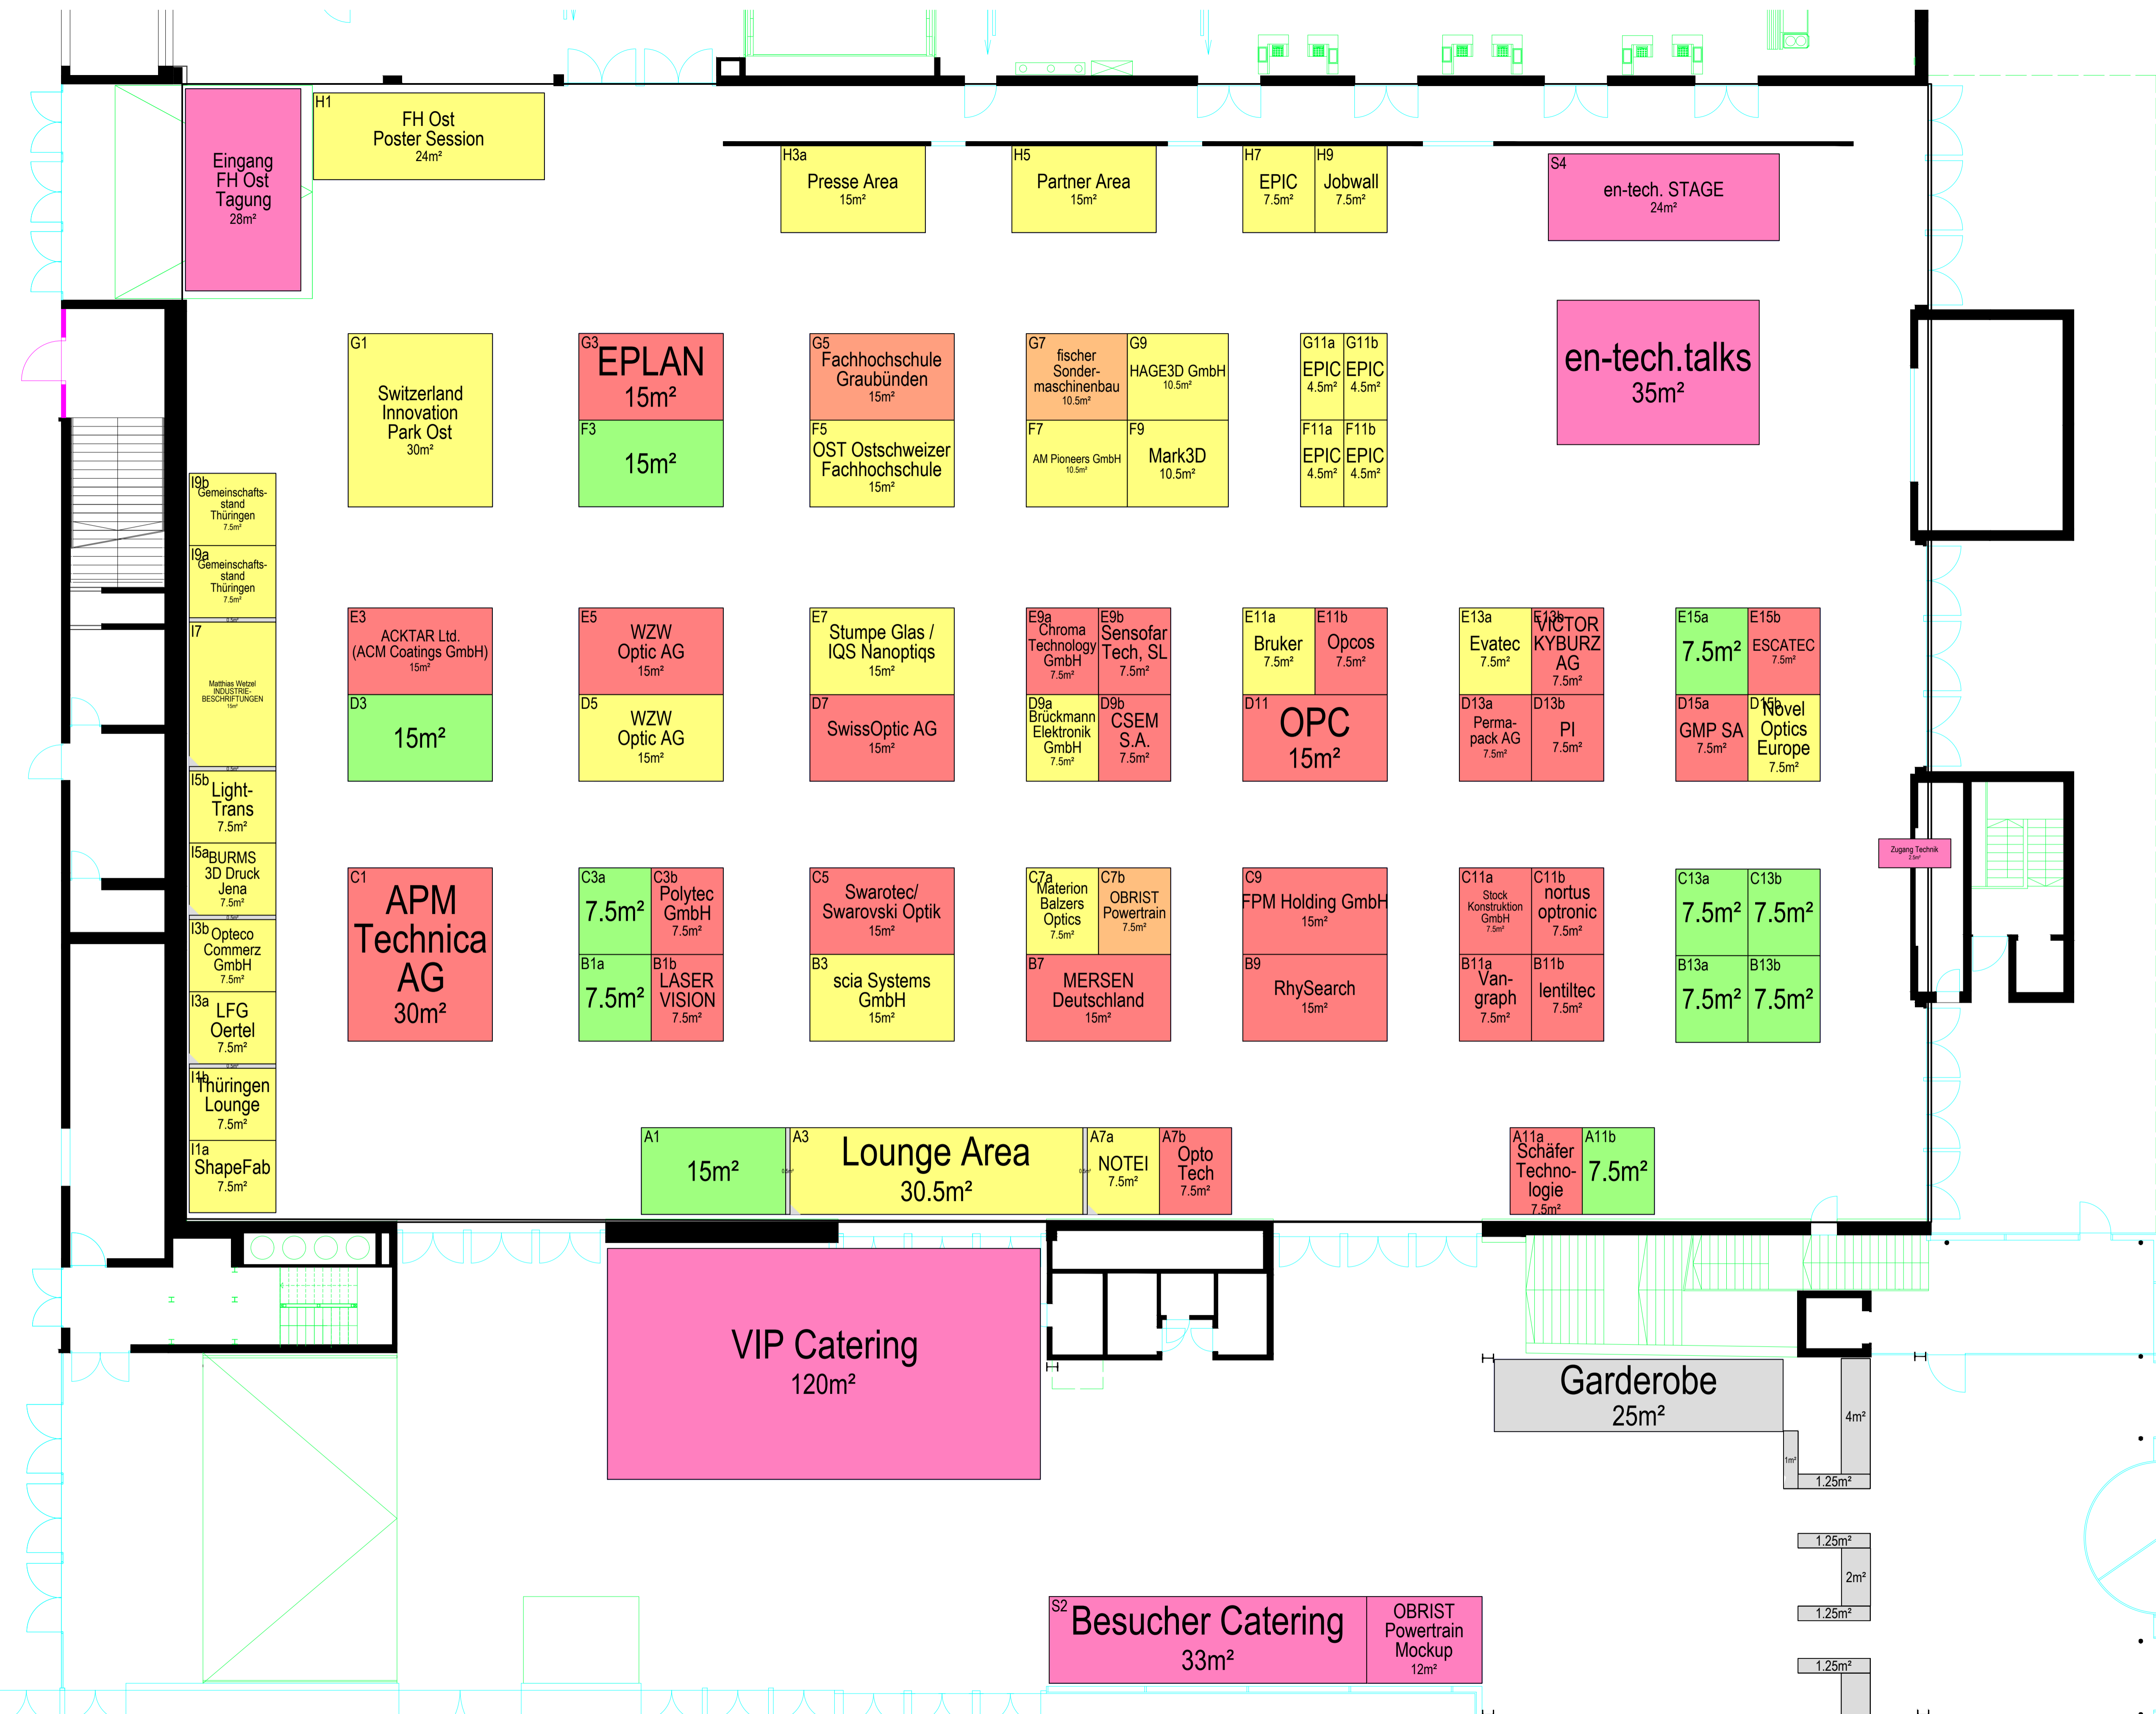 Eingang
FH Ost
Tagung
28m²
H1
FH Ost
Poster Session
24m²
H3a
Presse Area
15m²
H5
Partner Area
15m²
H7
EPIC
7.5m²
H9
Jobwall
7.5m²
S4
en-tech. STAGE
24m²
G1
Switzerland
Innovation
Park Ost
30m²
G3
EPLAN
15m²
F3
15m²
G5
Fachhochschule
Graubünden
15m²
F5
OST Ostschweizer
Fachhochschule
15m²
G7
fischer
Sonder-
maschinenbau
10.5m²
G9
HAGE3D GmbH
10.5m²
F7
AM Pioneers GmbH
10.5m²
F9
Mark3D
10.5m²
G11a
EPIC
4.5m²
G11b
EPIC
4.5m²
F11a
EPIC
4.5m²
F11b
EPIC
4.5m²
en-tech.talks
35m²
I9b
Gemeinschafts-
stand
Thüringen
7.5m²
I9a
Gemeinschafts-
stand
Thüringen
7.5m²
0.5m²
I7
Matthias Wetzel
INDUSTRIE-
BESCHRIFTUNGEN
15m²
0.5m²
I5b
Light-
Trans
7.5m²
I5a
BURMS
3D Druck
Jena
7.5m²
0.5m²
I3b
Opteco
Commerz
GmbH
7.5m²
I3a
LFG
Oertel
7.5m²
0.5m²
I1b
Thüringen
Lounge
7.5m²
I1a
ShapeFab
7.5m²
E3
ACKTAR Ltd.
(ACM Coatings GmbH)
15m²
D3
15m²
E5
WZW
Optic AG
15m²
D5
WZW
Optic AG
15m²
E7
Stumpe Glas /
IQS Nanoptiqs
15m²
D7
SwissOptic AG
15m²
E9a
Chroma
Technology
GmbH
7.5m²
E9b
Sensofar
Tech, SL
7.5m²
D9a
Brückmann
Elektronik
GmbH
7.5m²
D9b
CSEM
S.A.
7.5m²
E11a
Bruker
7.5m²
E11b
Opcos
7.5m²
D11
OPC
15m²
E13a
Evatec
7.5m²
E13b
VICTOR
KYBURZ
AG
7.5m²
D13a
Perma-
pack AG
7.5m²
D13b
PI
7.5m²
E15a
7.5m²
E15b
ESCATEC
7.5m²
D15a
GMP SA
7.5m²
D15b
Novel
Optics
Europe
7.5m²
Zugang Technik
2.5m²
C1
APM
Technica
AG
30m²
C3a
7.5m²
C3b
Polytec
GmbH
7.5m²
B1a
7.5m²
B1b
LASER
VISION
7.5m²
C5
Swarotec/
Swarovski Optik
15m²
B3
scia Systems
GmbH
15m²
C7a
Materion
Balzers
Optics
7.5m²
C7b
OBRIST
Powertrain
7.5m²
B7
MERSEN
Deutschland
15m²
C9
FPM Holding GmbH
15m²
B9
RhySearch
15m²
C11a
Stock
Konstruktion
GmbH
7.5m²
C11b
nortus
optronic
7.5m²
B11a
Van-
graph
7.5m²
B11b
lentiltec
7.5m²
C13a
7.5m²
C13b
7.5m²
B13a
7.5m²
B13b
7.5m²
A1
15m²
0.5m²
A3
Lounge Area
30.5m²
0.5m²
A7a
NOTEI
7.5m²
A7b
Opto
Tech
7.5m²
A11a
Schäfer
Techno-
logie
7.5m²
A11b
7.5m²
VIP Catering
120m²
Garderobe
25m²
4m²
1m²
1.25m²
1.25m²
2m²
1.25m²
1.25m²
S2
Besucher Catering
33m²
OBRIST
Powertrain
Mockup
12m²